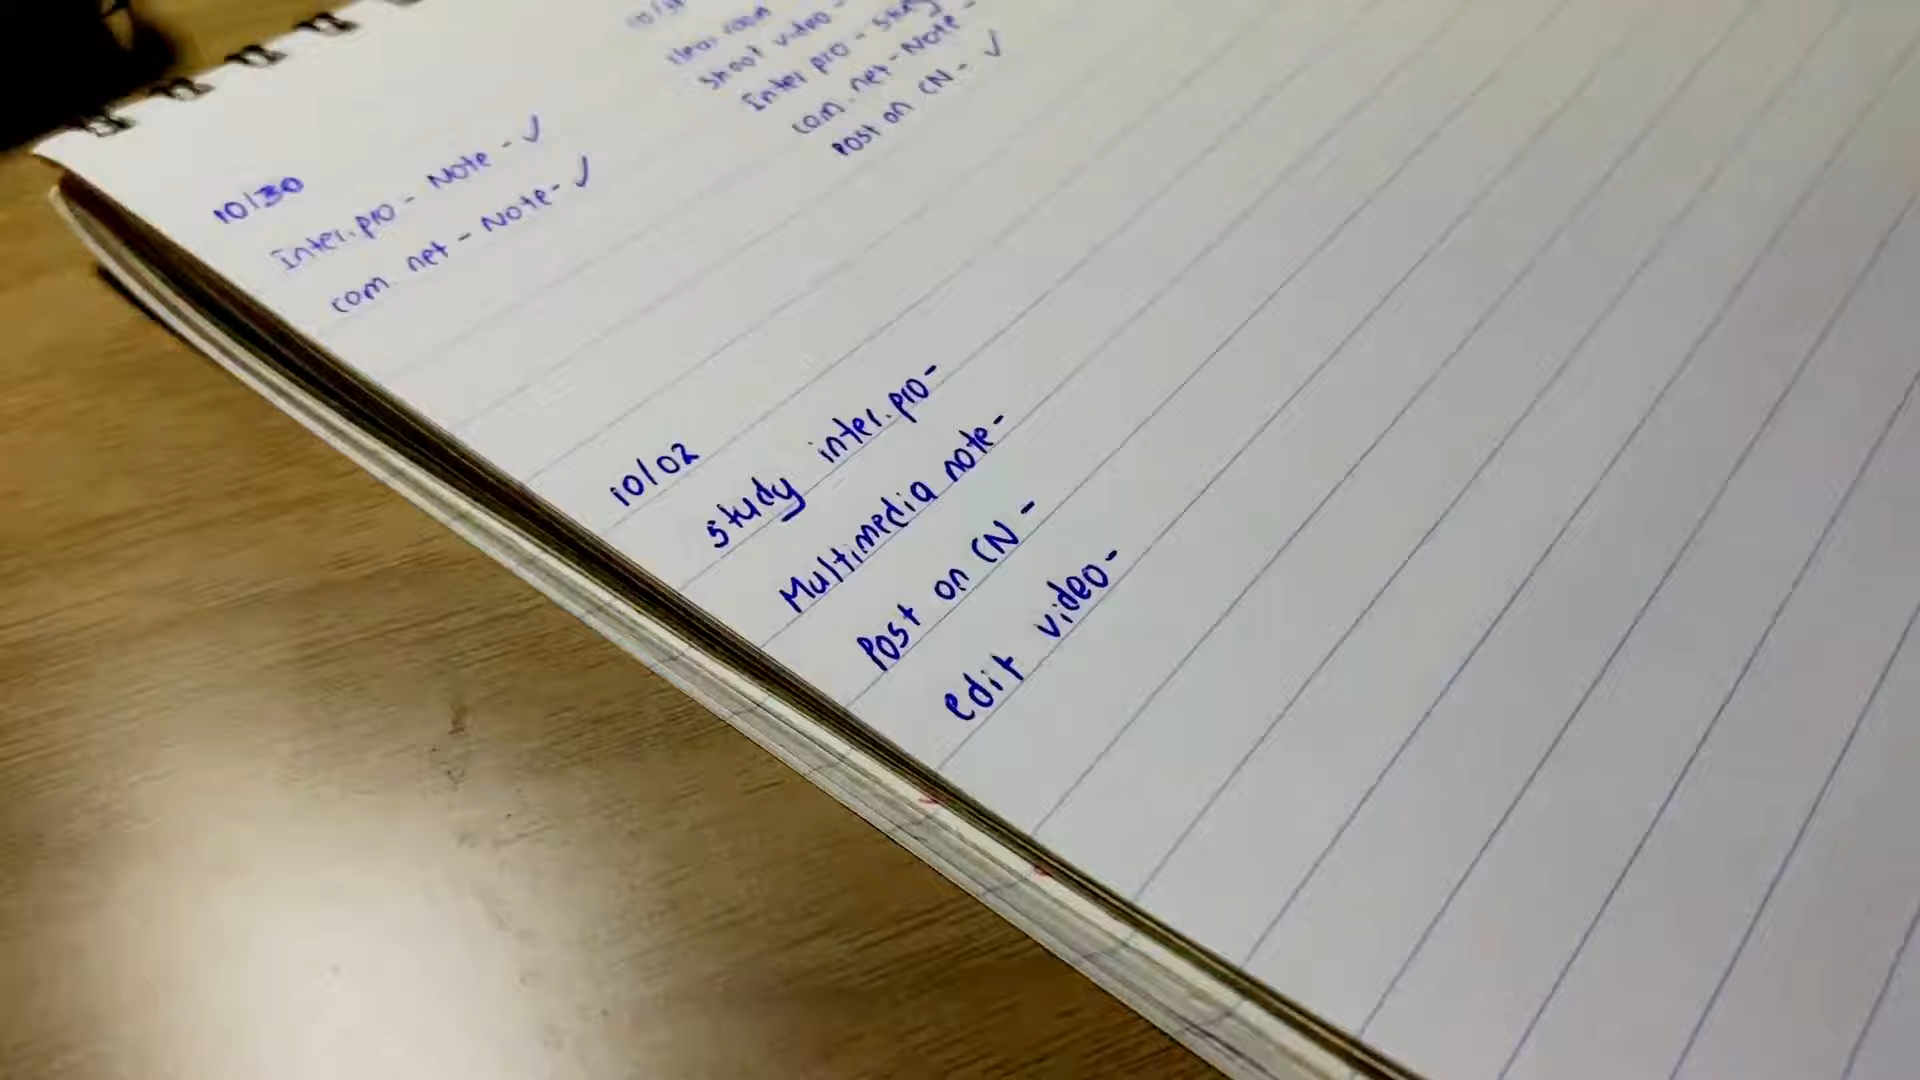 10/30
Inter.pro - Note - ✓
com. net - Note - ✓
room
Shoot video -
Inter pro -
com. net - Note -
Post on CN - ✓
10/02
study inter.pro -
Multimedia note -
Post on CN -
edit video -